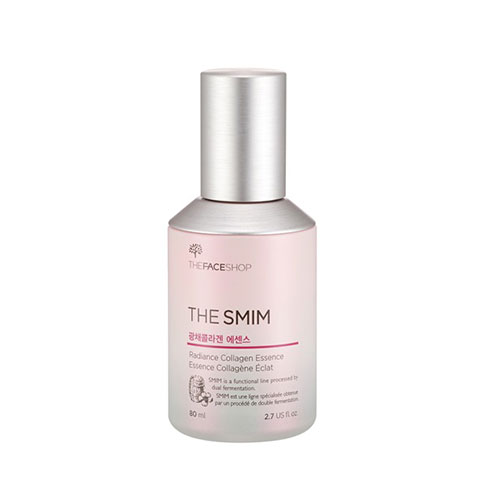 THEFACESHOP
THE SMIM
광채콜라겐 에센스
Radiance Collagen Essence
Essence Collagène Éclat
SMIM is a functional line processed by
dual fermentation.
SMIM est une ligne spécialisée obtenue
par un procédé de double fermentation.
80 ml 2.7 US fl.oz.